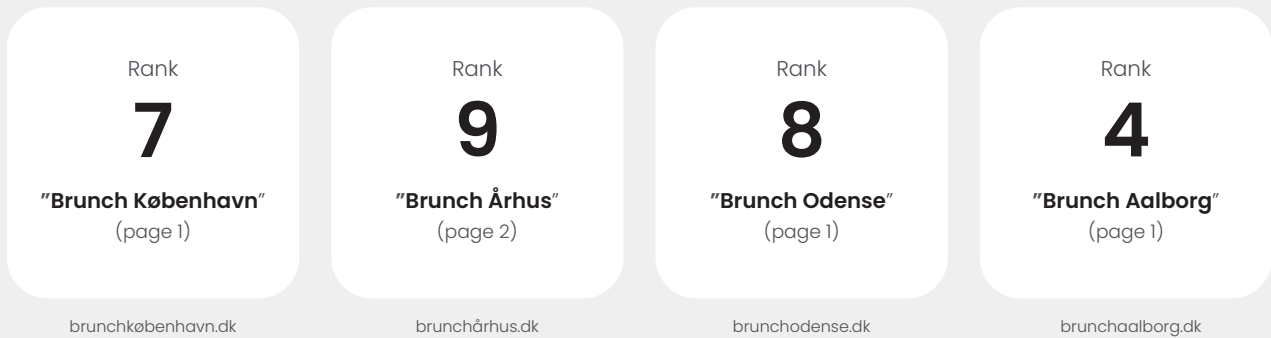 Rank
7
”Brunch København”
(page 1)
brunchkøbenhavn.dk
Rank
9
”Brunch Århus”
(page 2)
brunchårhus.dk
Rank
8
”Brunch Odense”
(page 1)
brunchodense.dk
Rank
4
”Brunch Aalborg”
(page 1)
brunchaalborg.dk